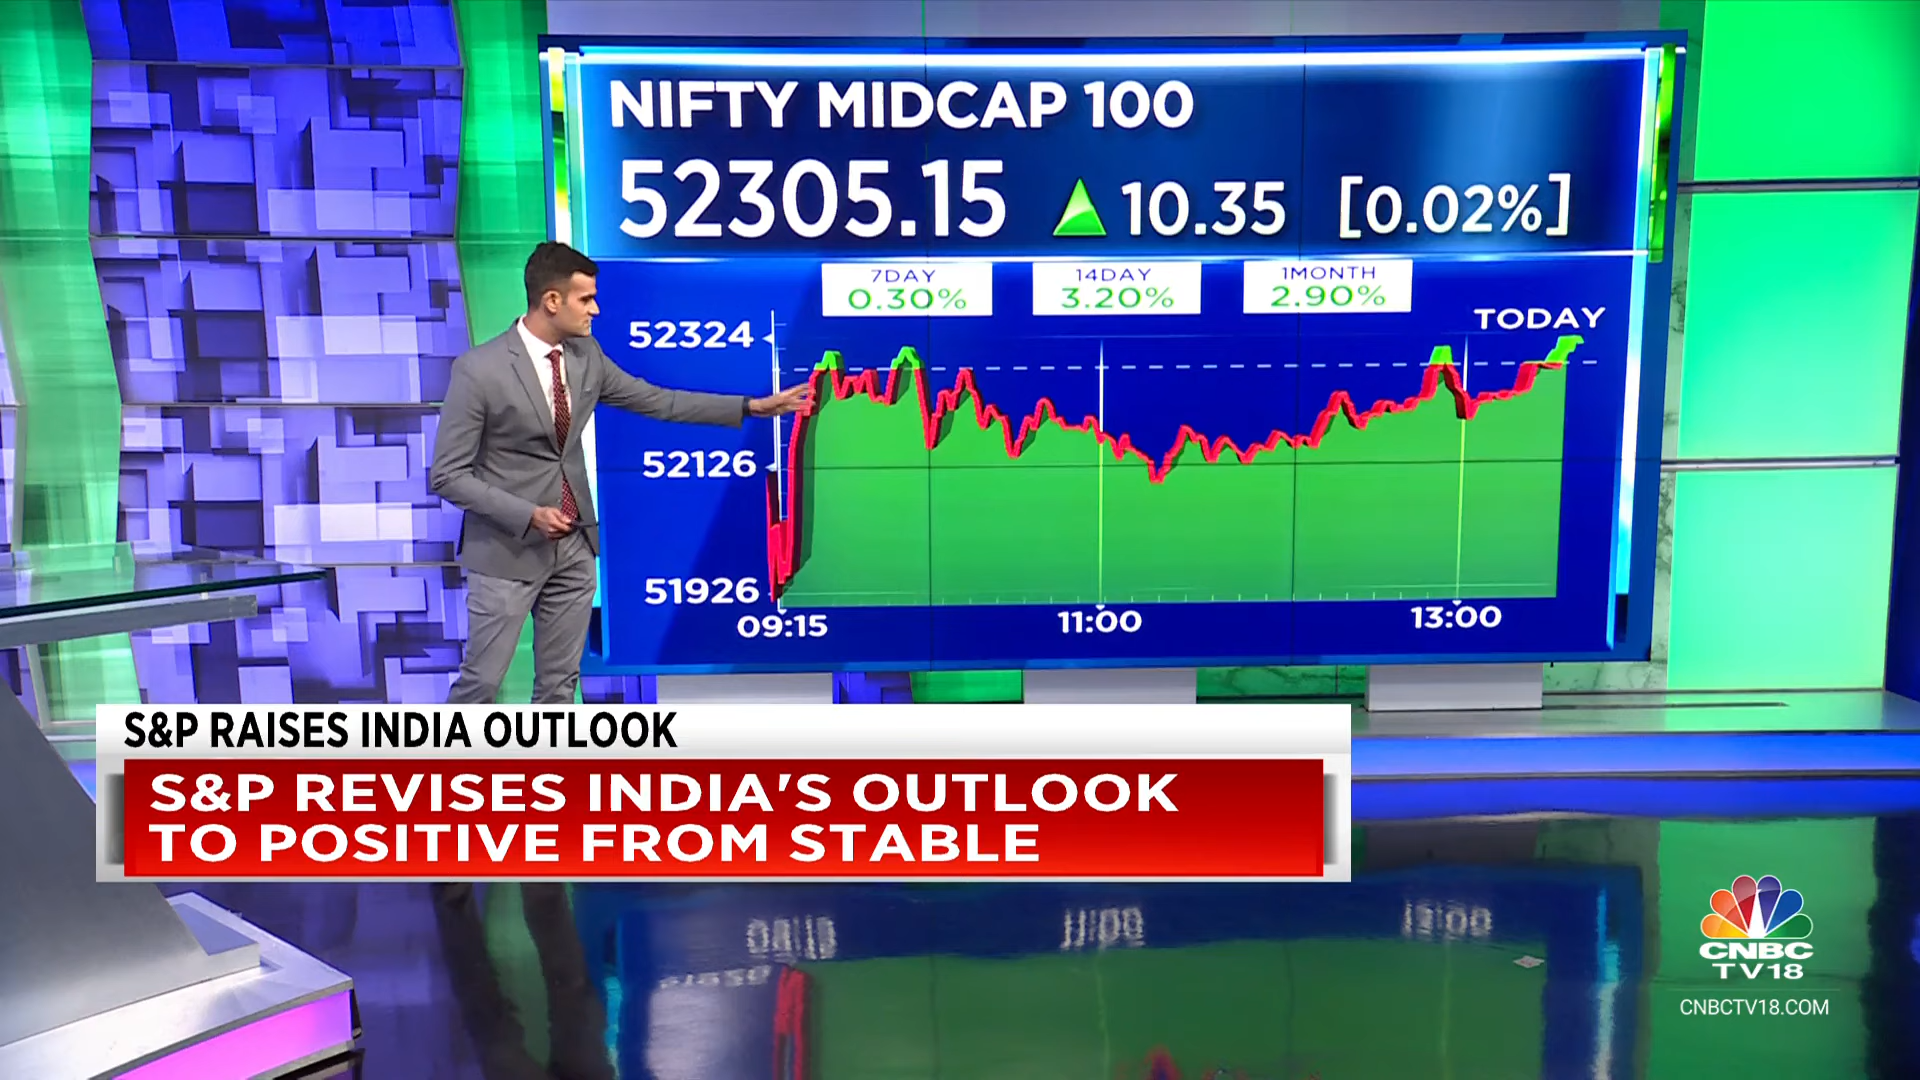 NIFTY MIDCAP 100
52305.15 ▲ 10.35 [0.02%]
7DAY
0.30%
14DAY
3.20%
1MONTH
2.90%
TODAY
52324
52126
51926
09:15
11:00
13:00
S&P RAISES INDIA OUTLOOK
S&P REVISES INDIA'S OUTLOOK
TO POSITIVE FROM STABLE
CNBC
TV18
CNBCTV18.COM